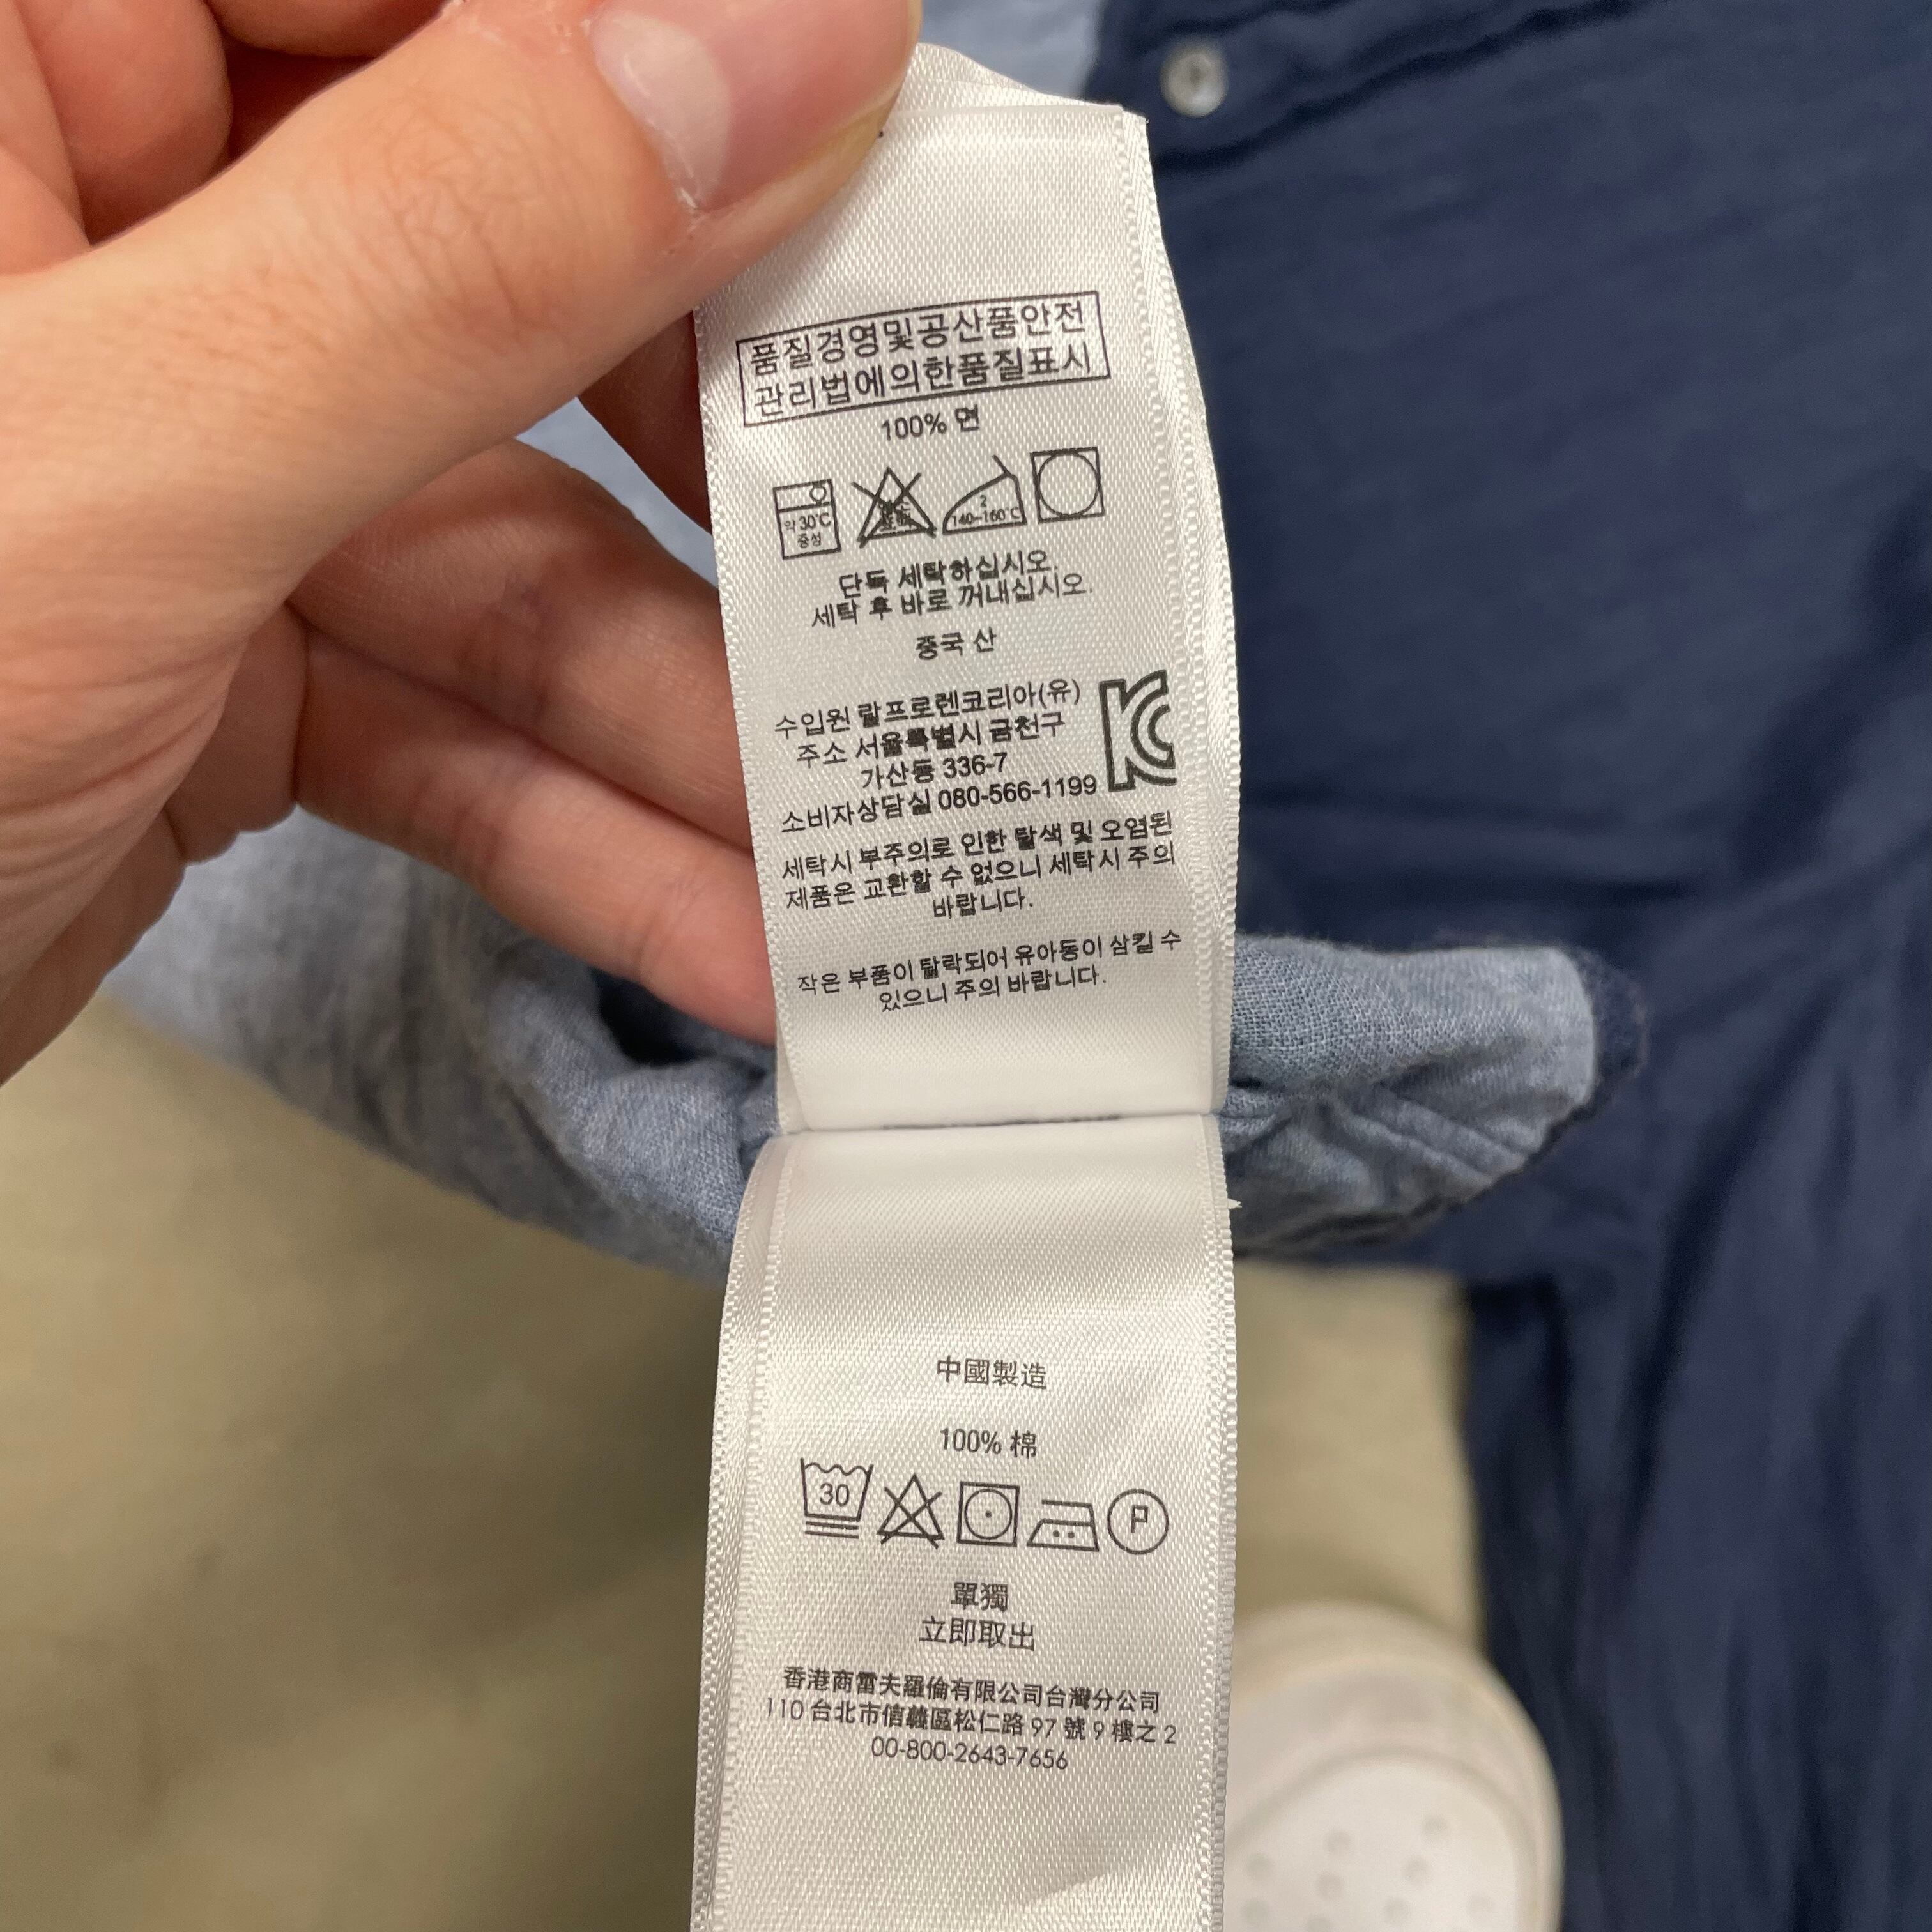 품질경영및공산품안전
관리법에의한품질표시
100% 면
약 30℃
중성
2
140~160℃
단독 세탁하십시오.
세탁 후 바로 꺼내십시오.
중국 산
수입원 랄프로렌코리아(유)
주소 서울특별시 금천구
가산동 336-7
소비자상담실 080-566-1199
세탁시 부주의로 인한 탈색 및 오염된
제품은 교환할 수 없으니 세탁시 주의
바랍니다.
작은 부품이 탈락되어 유아동이 삼킬 수
있으니 주의 바랍니다.
中國製造
100% 棉
30
P
單獨
立即取出
香港商雷夫羅倫有限公司台灣分公司
110 台北市信義區松仁路 97 號 9 樓之 2
00-800-2643-7656